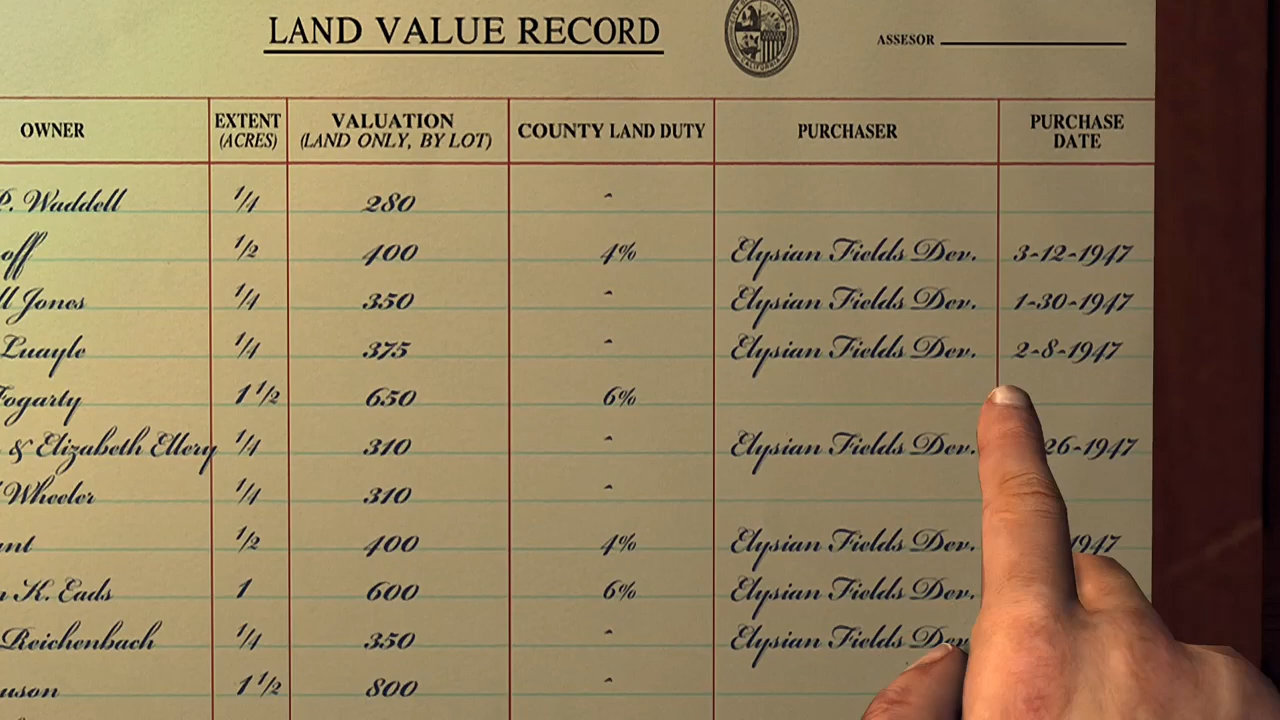 LAND VALUE RECORD
ASSESOR
CALIFORNIA
OWNER EXTENT (ACRES) VALUATION (LAND ONLY, BY LOT) COUNTY LAND DUTY PURCHASER PURCHASE DATE
P. Waddell 1/4 280 -
off 1/2 400 4% Elysian Fields Dev. 3-12-1947
ll Jones 1/4 350 - Elysian Fields Dev. 1-30-1947
Luayle 1/4 375 - Elysian Fields Dev. 2-8-1947
Fogarty 1 1/2 650 6%
& Elizabeth Ellery 1/4 310 - Elysian Fields Dev. 26-1947
Wheeler 1/4 310 -
ant 1/2 400 4% Elysian Fields Dev. 1947
K. Eads 1 600 6% Elysian Fields Dev.
Reichenbach 1/4 350 - Elysian Fields Dev
uson 1 1/2 800 -